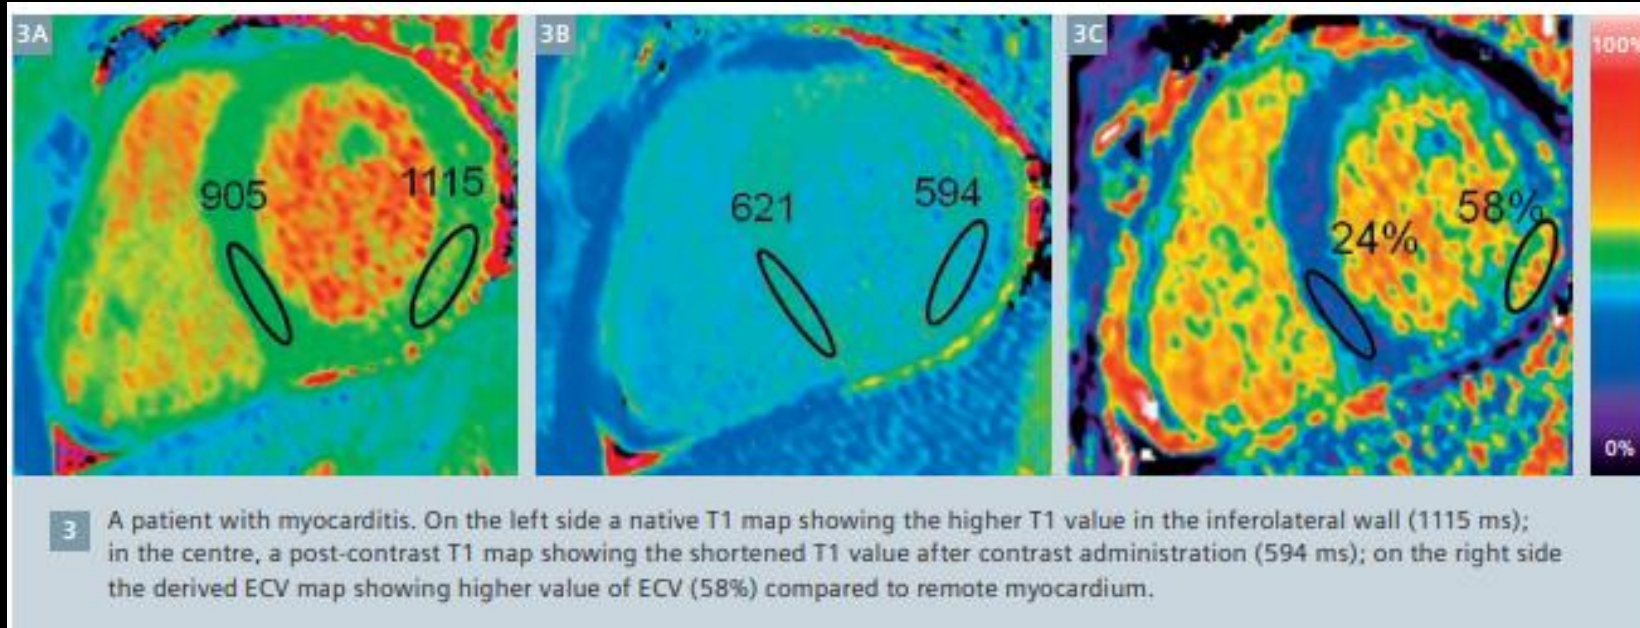 3A
905
1115
3B
621
594
3C
24%
58%
100%
0%
3
A patient with myocarditis. On the left side a native T1 map showing the higher T1 value in the inferolateral wall (1115 ms);
in the centre, a post-contrast T1 map showing the shortened T1 value after contrast administration (594 ms); on the right side
the derived ECV map showing higher value of ECV (58%) compared to remote myocardium.